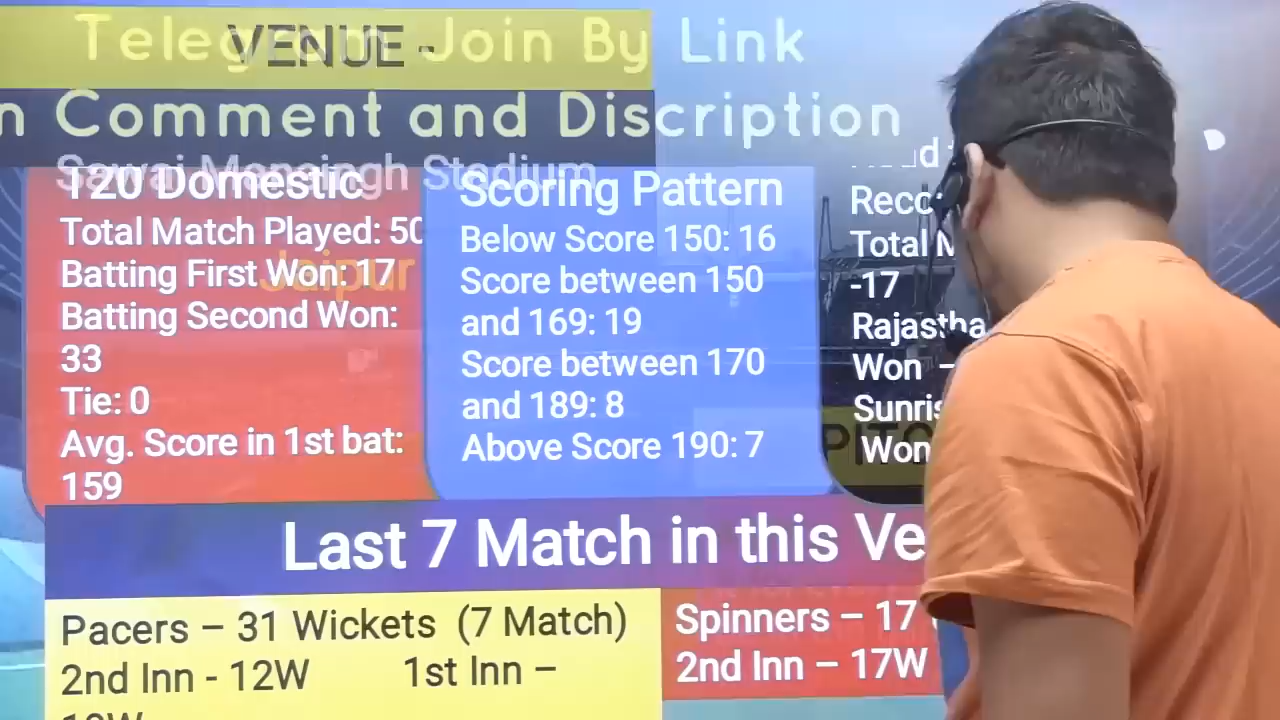 Telegram Join By Link
VENUE -
n Comment and Discription
Sawai Mansingh Stadium
Jaipur
T20 Domestic
Total Match Played: 50
Batting First Won: 17
Batting Second Won:
33
Tie: 0
Avg. Score in 1st bat:
159
Scoring Pattern
Below Score 150: 16
Score between 150
and 169: 19
Score between 170
and 189: 8
Above Score 190: 7
Total
-17
Won –
Won
Last 7 Match in this
Pacers – 31 Wickets (7 Match)
2nd Inn - 12W 1st Inn –
Spinners – 17
2nd Inn – 17W